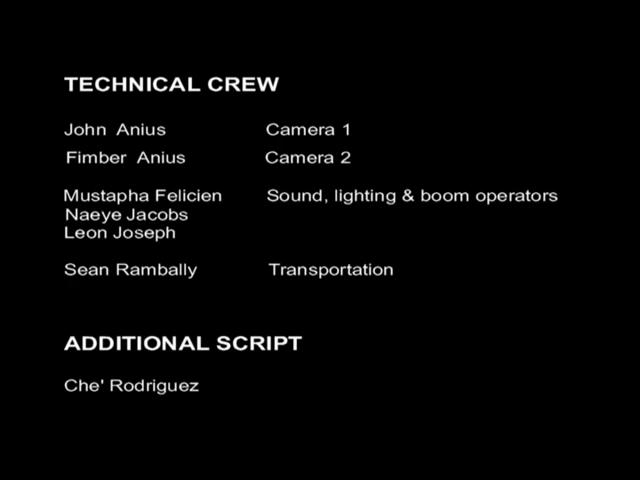 TECHNICAL CREW
John Anius Camera 1
Fimber Anius Camera 2
Mustapha Felicien Sound, lighting & boom operators
Naeye Jacobs
Leon Joseph
Sean Rambally Transportation
ADDITIONAL SCRIPT
Che' Rodriguez